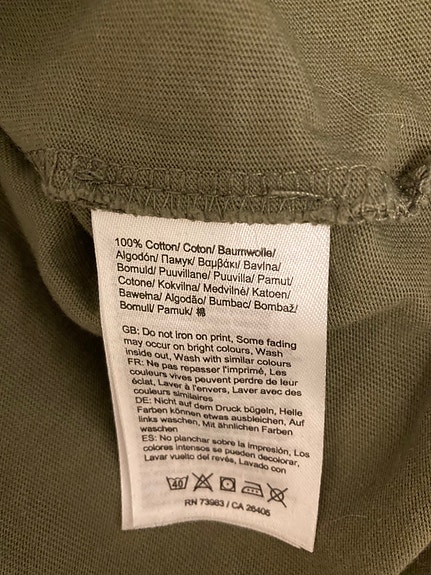 100% Cotton/ Coton/ Baumwolle/
Algodón/ Памук/ Βαμβάκι/ Bavlna/
Bomuld/ Puuvillane/ Puuvilla/ Pamut/
Cotone/ Kokvilna/ Medvilné/ Katoen/
Bawełna/ Algodão/ Bumbac/ Bombaž/
Bomull/ Pamuk/ 棉
GB: Do not iron on print, Some fading
may occur on bright colours, Wash
inside out, Wash with similar colours
FR: Ne pas repasser l'imprimé, Les
couleurs vives peuvent perdre de leur
éclat, Laver à l'envers, Laver avec des
couleurs similaires
DE: Nicht auf dem Druck bügeln, Helle
Farben können etwas ausbleichen, Auf
links waschen, Mit ähnlichen Farben
waschen
ES: No planchar sobre la impresión, Los
colores intensos se pueden decolorar,
Lavar vuelto del revés, Lavado con
40
RN 73983 / CA 26405